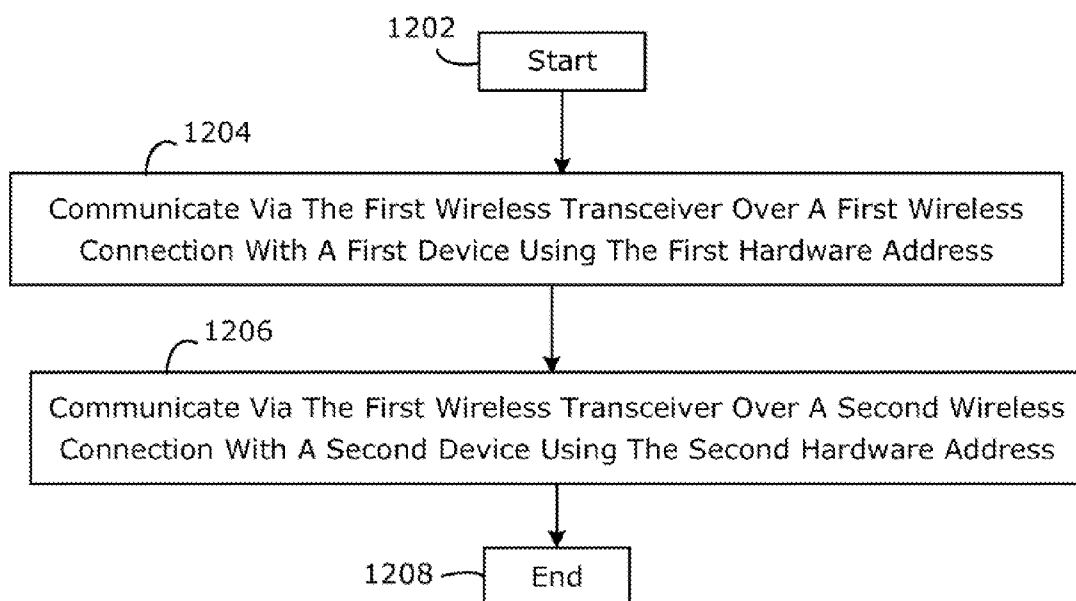 1202
Start
1204
Communicate Via The First Wireless Transceiver Over A First Wireless
Connection With A First Device Using The First Hardware Address
1206
Communicate Via The First Wireless Transceiver Over A Second Wireless
Connection With A Second Device Using The Second Hardware Address
1208
End